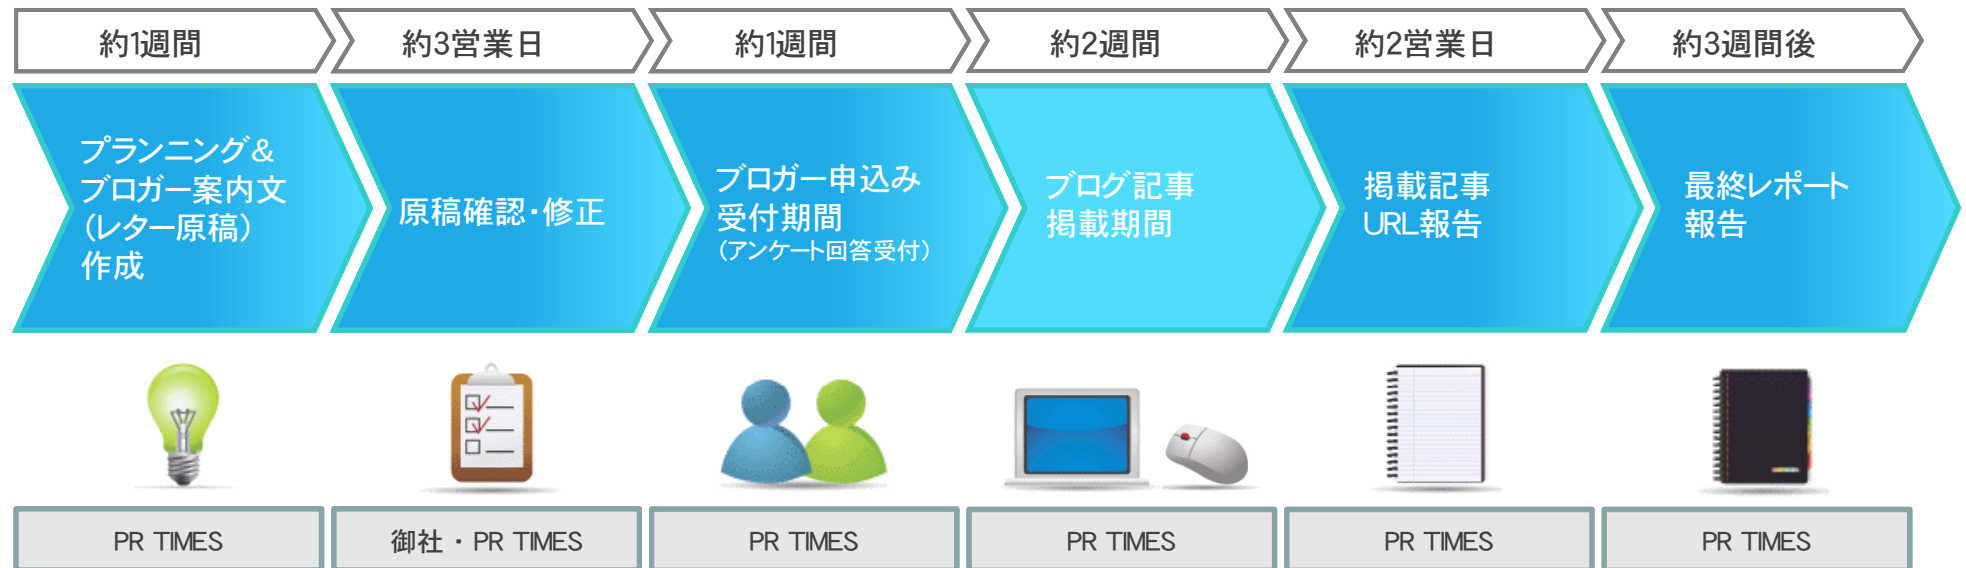 約1週間
約3営業日
約1週間
約2週間
約2営業日
約3週間後
プランニング&
ブロガー案内文
(レター原稿)
作成
原稿確認・修正
ブロガー申込み
受付期間
(アンケート回答受付)
ブログ記事
掲載期間
掲載記事
URL報告
最終レポート
報告
PR TIMES
御社・PR TIMES
PR TIMES
PR TIMES
PR TIMES
PR TIMES